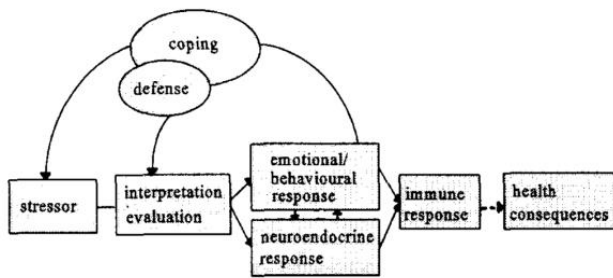 coping
defense
stressor
interpretation
evaluation
emotional/
behavioural
response
neuroendocrine
response
immune
response
health
consequences